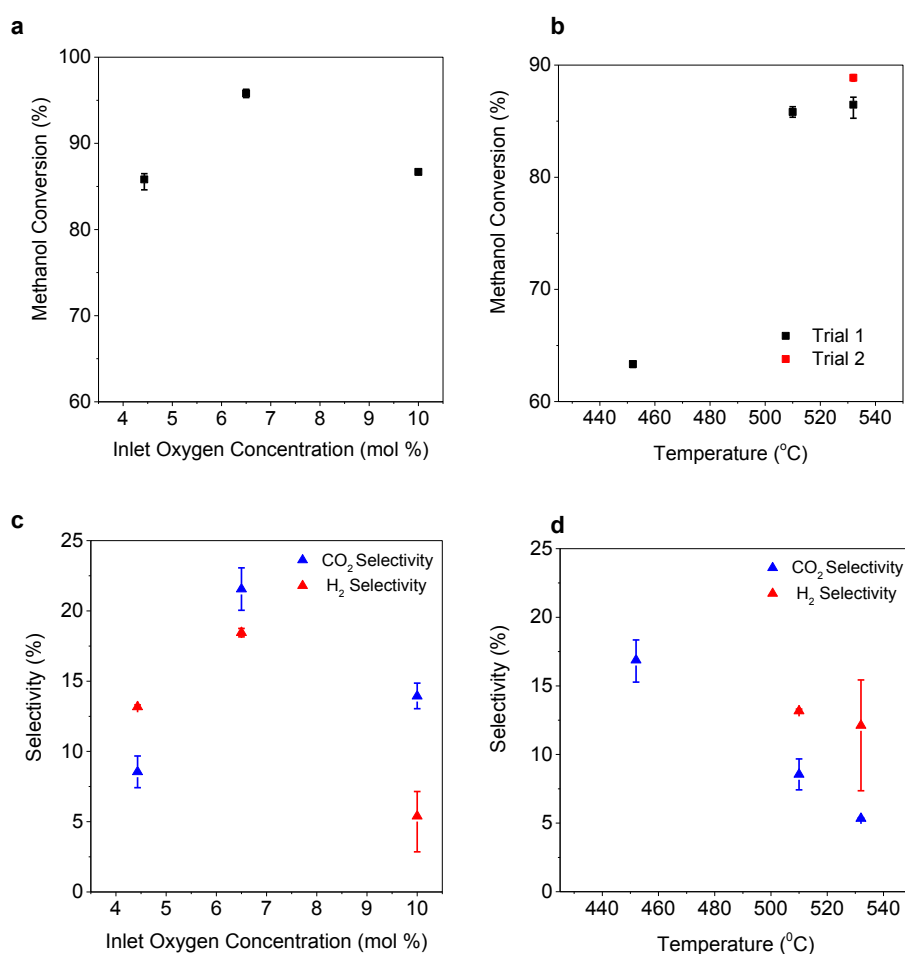 a
100
90
80
70
60
Methanol Conversion (%)
4 5 6 7 8 9 10
Inlet Oxygen Concentration (mol %)
b
90
80
70
60
Methanol Conversion (%)
Trial 1
Trial 2
440 460 480 500 520 540
Temperature (°C)
c
25
20
15
10
5
0
Selectivity (%)
CO₂ Selectivity
H₂ Selectivity
4 5 6 7 8 9 10
Inlet Oxygen Concentration (mol %)
d
25
20
15
10
5
0
Selectivity (%)
CO₂ Selectivity
H₂ Selectivity
440 460 480 500 520 540
Temperature (⁰C)